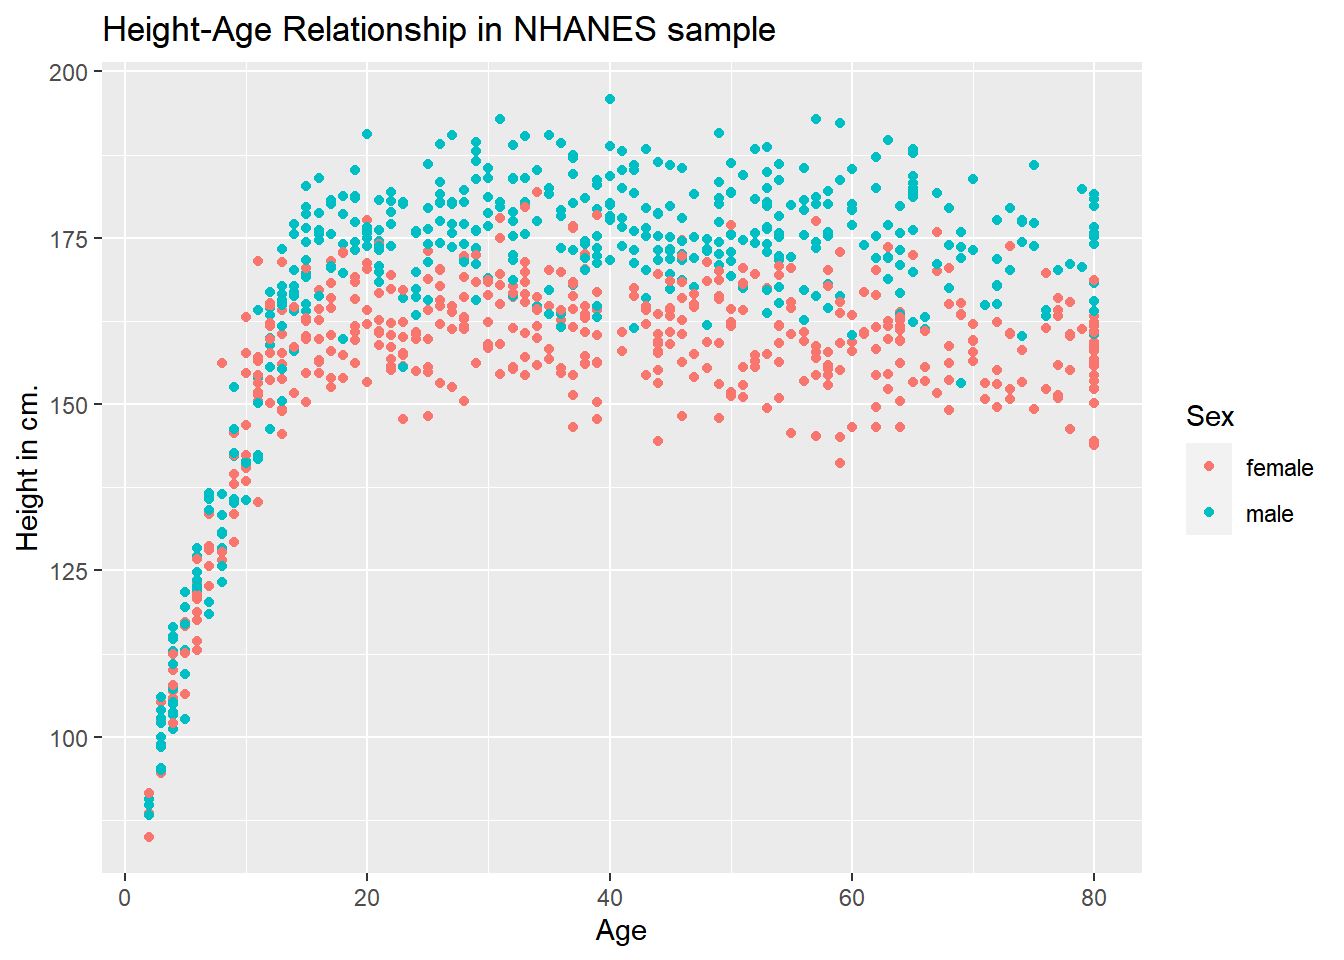 Height-Age Relationship in NHANES sample
200
175
150
125
100
Height in cm.
0 20 40 60 80
Age
Sex
female
male